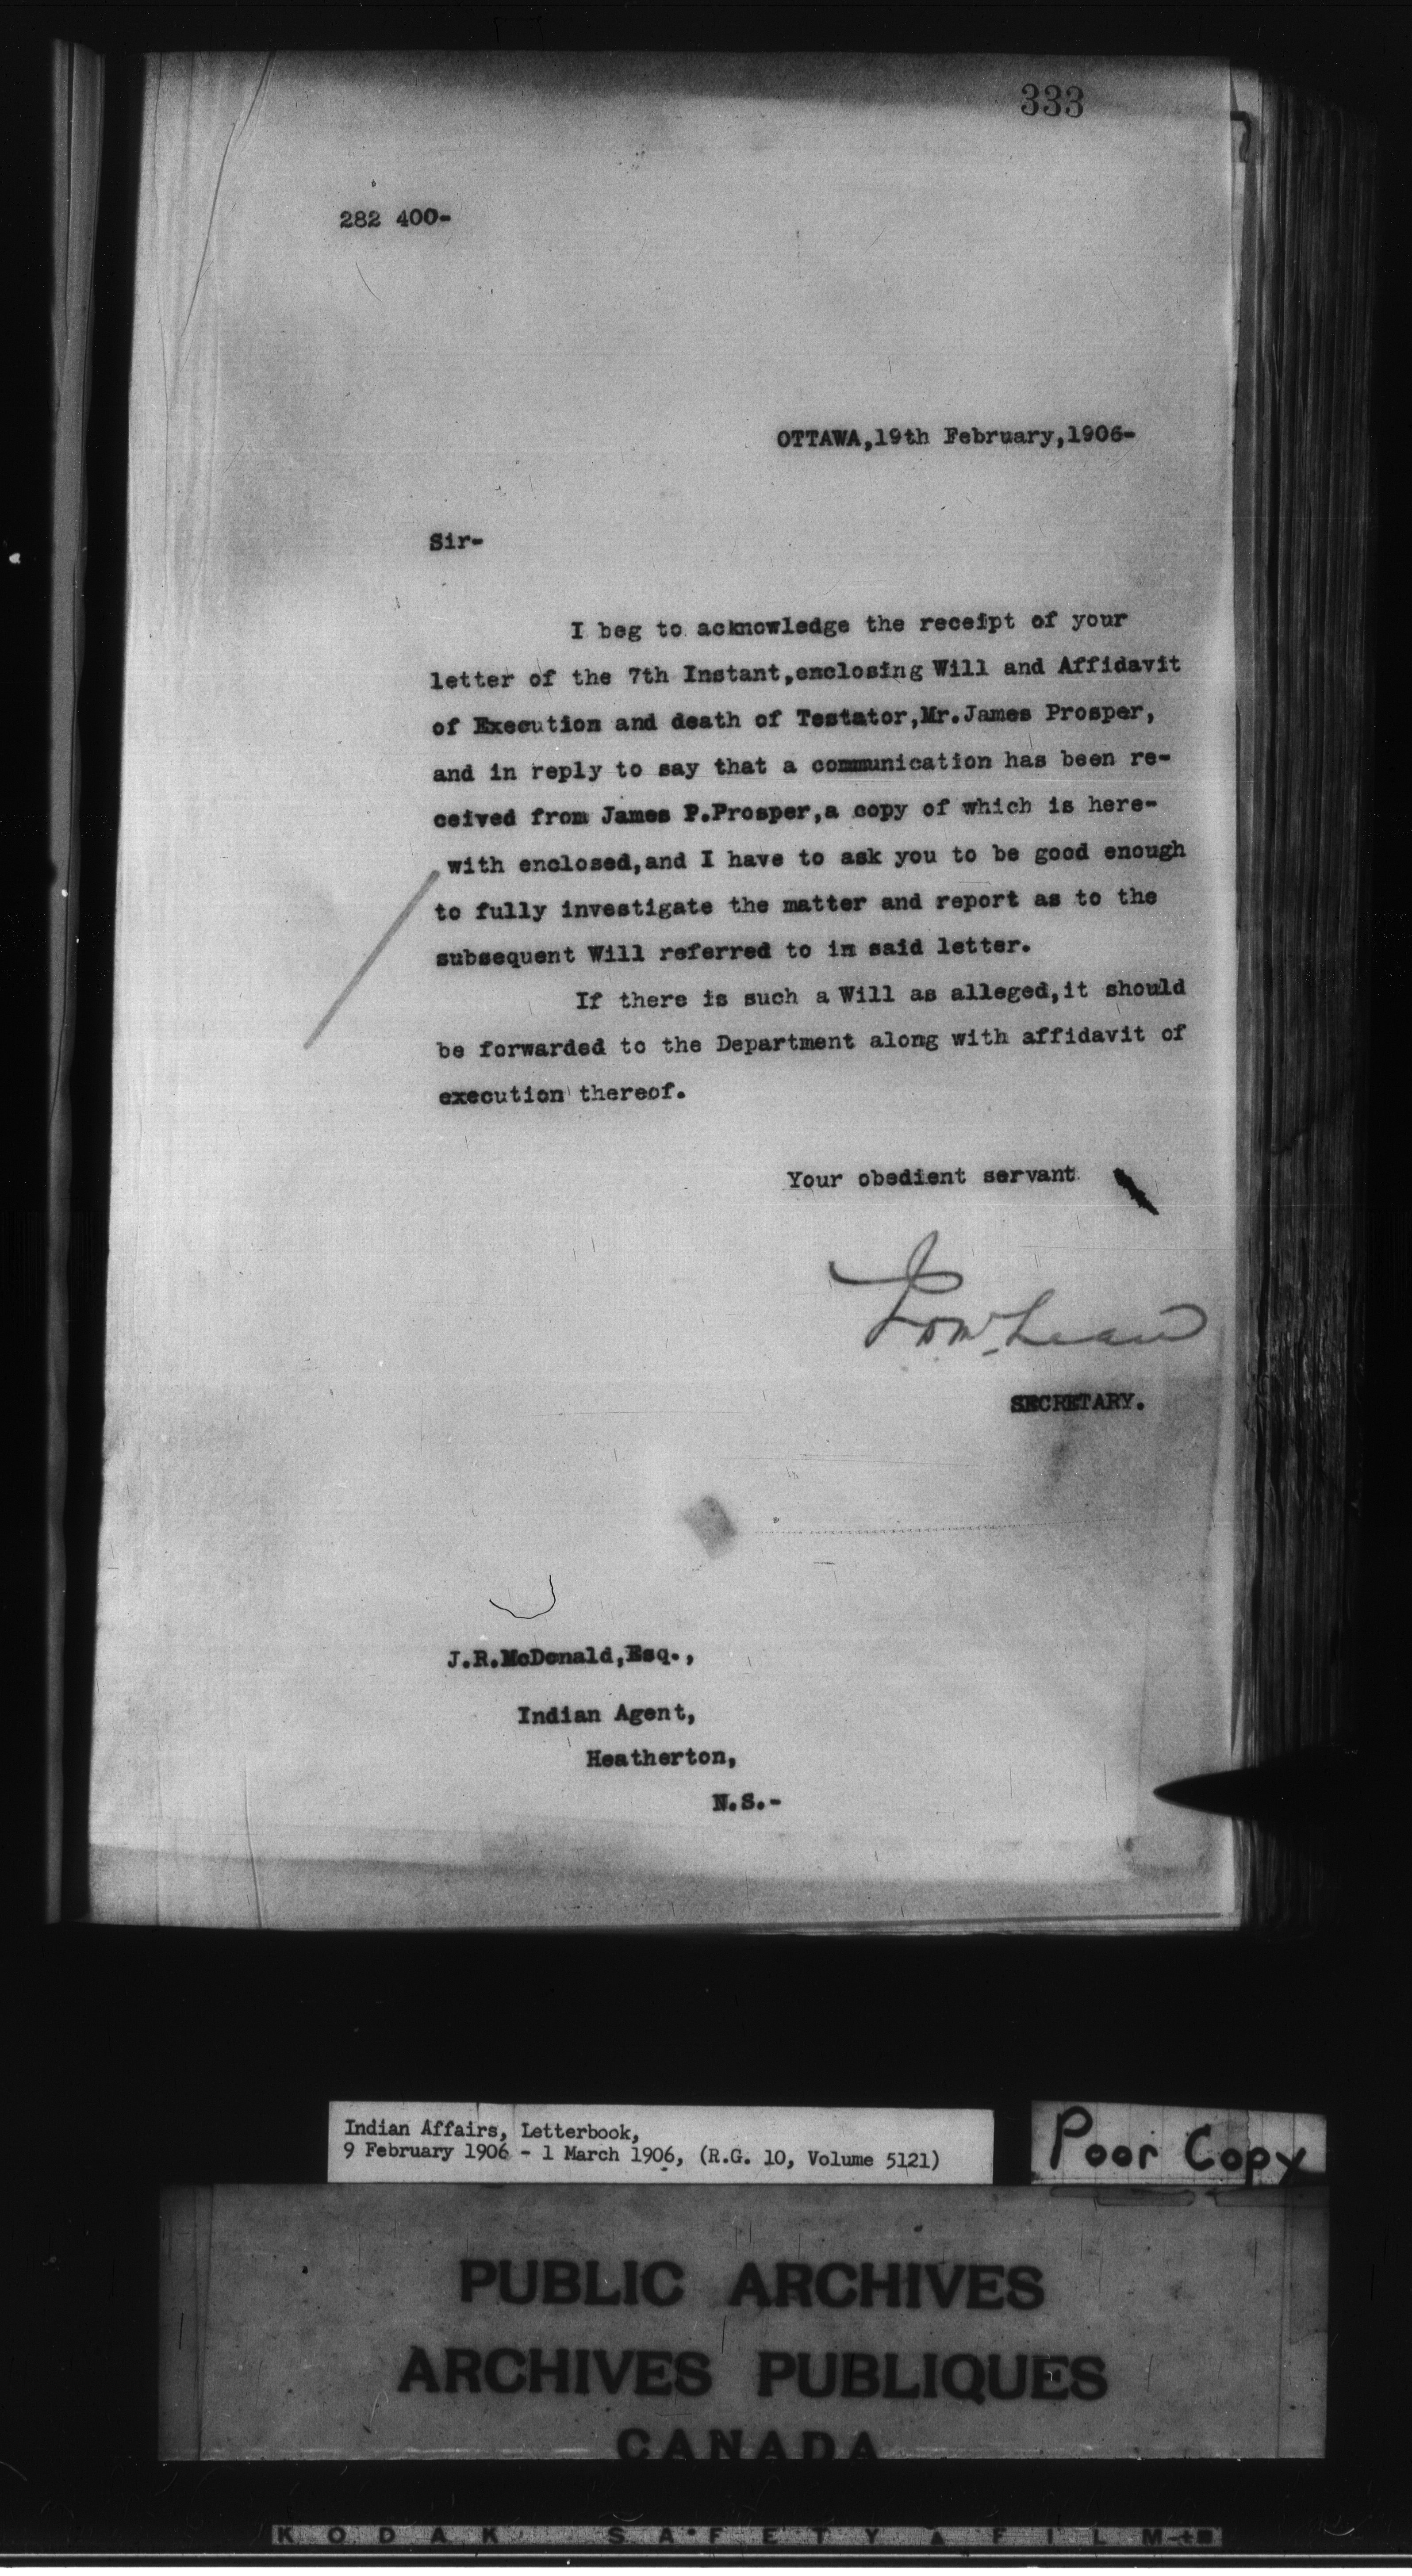 333
282 400-
OTTAWA,19th February,1906-
Sir-
I beg to acknowledge the receipt of your
letter of the 7th Instant,enclosing Will and Affidavit
of Execution and death of Testator,Mr.James Prosper,
and in reply to say that a communication has been re-
ceived from James P.Prosper,a copy of which is here-
with enclosed,and I have to ask you to be good enough
to fully investigate the matter and report as to the
subsequent Will referred to in said letter.
If there is such a Will as alleged,it should
be forwarded to the Department along with affidavit of
execution thereof.
Your obedient servant
SECRETARY.
J.R.McDonald,Esq.,
Indian Agent,
Heatherton,
N.S.-
Indian Affairs, Letterbook,
9 February 1906 - 1 March 1906, (R.G. 10, Volume 5121)
Poor Copy
PUBLIC ARCHIVES
ARCHIVES PUBLIQUES
CANADA
KODAK SAFETY FILM